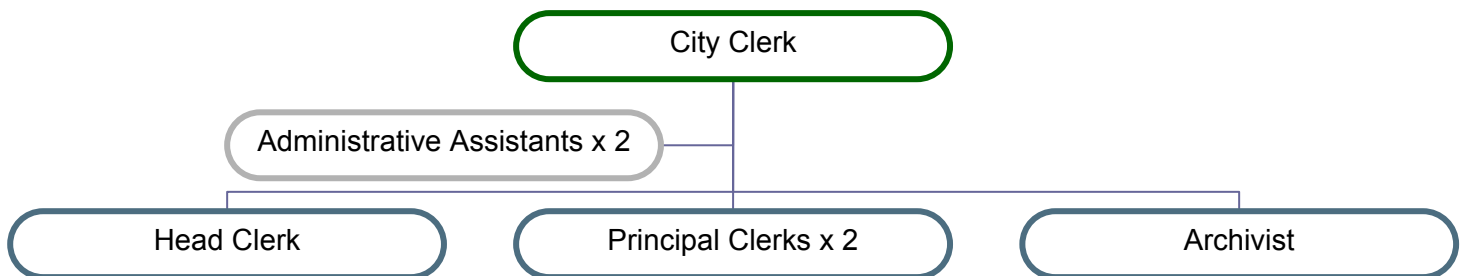 City Clerk
Administrative Assistants x 2
Head Clerk
Principal Clerks x 2
Archivist